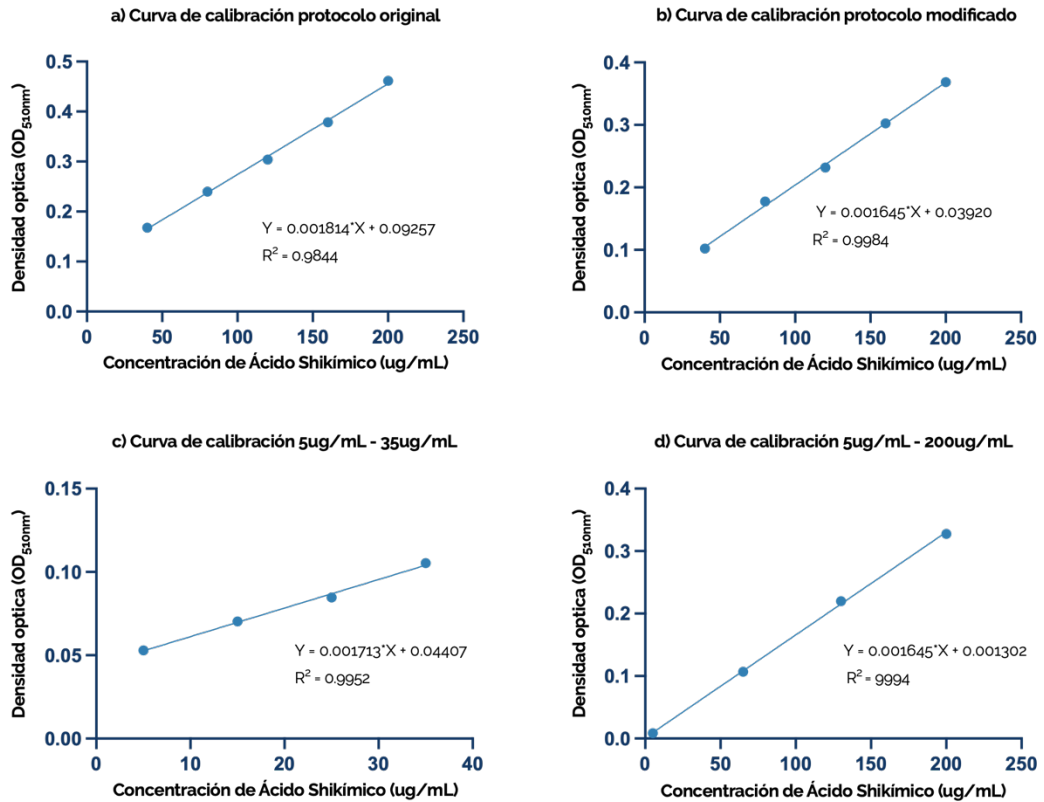 a) Curva de calibración protocolo original
0.5
0.4
0.3
0.2
0.1
0.0
Densidad optica (OD510nm)
Y = 0.001814*X + 0.09257
R² = 0.9844
0 50 100 150 200 250
Concentración de Ácido Shikímico (ug/mL)
b) Curva de calibración protocolo modificado
0.4
0.3
0.2
0.1
0.0
Densidad optica (OD510nm)
Y = 0.001645*X + 0.03920
R² = 0.9984
0 50 100 150 200 250
Concentración de Ácido Shikímico (ug/mL)
c) Curva de calibración 5ug/mL - 35ug/mL
0.15
0.10
0.05
0.00
Densidad optica (OD510nm)
Y = 0.001713*X + 0.04407
R² = 0.9952
0 10 20 30 40
Concentración de Ácido Shikímico (ug/mL)
d) Curva de calibración 5ug/mL - 200ug/mL
0.4
0.3
0.2
0.1
0.0
Densidad optica (OD510nm)
Y = 0.001645*X + 0.001302
R² = 9994
0 50 100 150 200 250
Concentración de Ácido Shikímico (ug/mL)